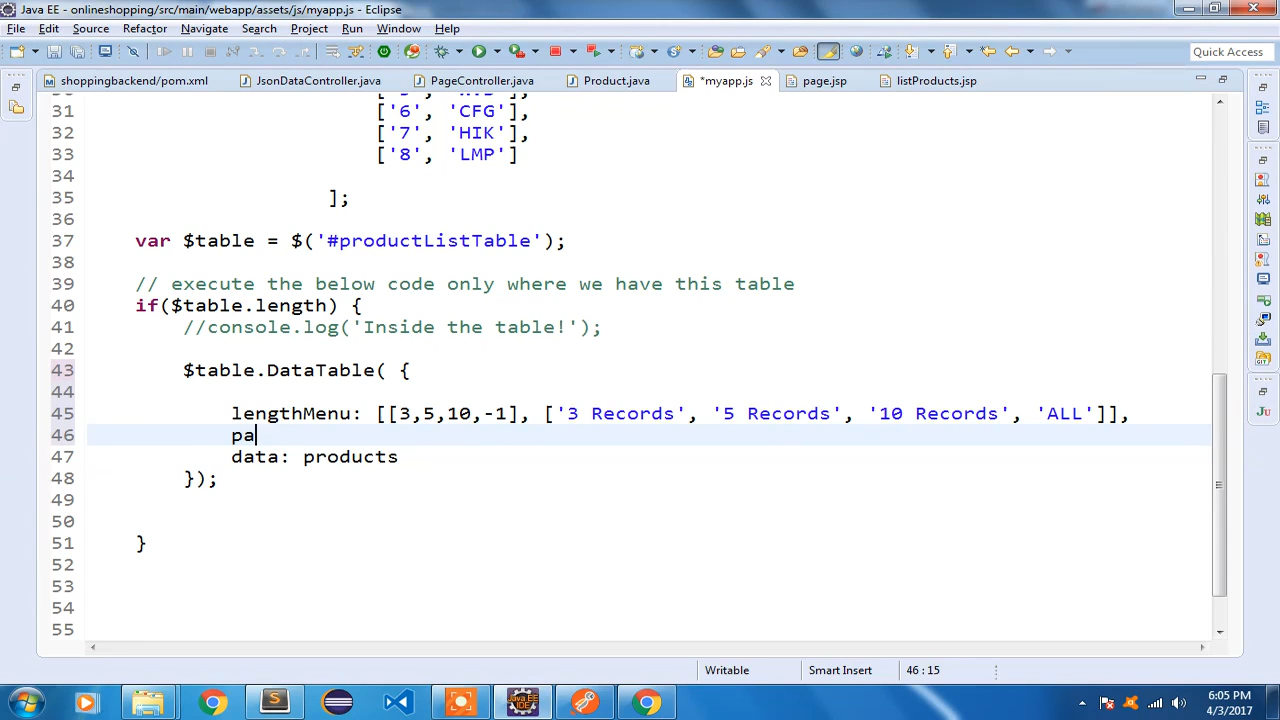 Java EE - onlineshopping/src/main/webapp/assets/js/myapp.js - Eclipse
File Edit Source Refactor Navigate Search Project Run Window Help
Quick Access
shoppingbackend/pom.xml JsonDataController.java PageController.java Product.java *myapp.js page.jsp listProducts.jsp
31 ['6', 'CFG'],
32 ['7', 'HIK'],
33 ['8', 'LMP']
34
35 ];
36
37 var $table = $('#productListTable');
38
39 // execute the below code only where we have this table
40 if($table.length) {
41 //console.log('Inside the table!');
42
43 $table.DataTable( {
44
45 lengthMenu: [[3,5,10,-1], ['3 Records', '5 Records', '10 Records', 'ALL']],
46 pa
47 data: products
48 });
49
50
51 }
52
53
54
55
Writable Smart Insert 46 : 15
6:05 PM
4/3/2017